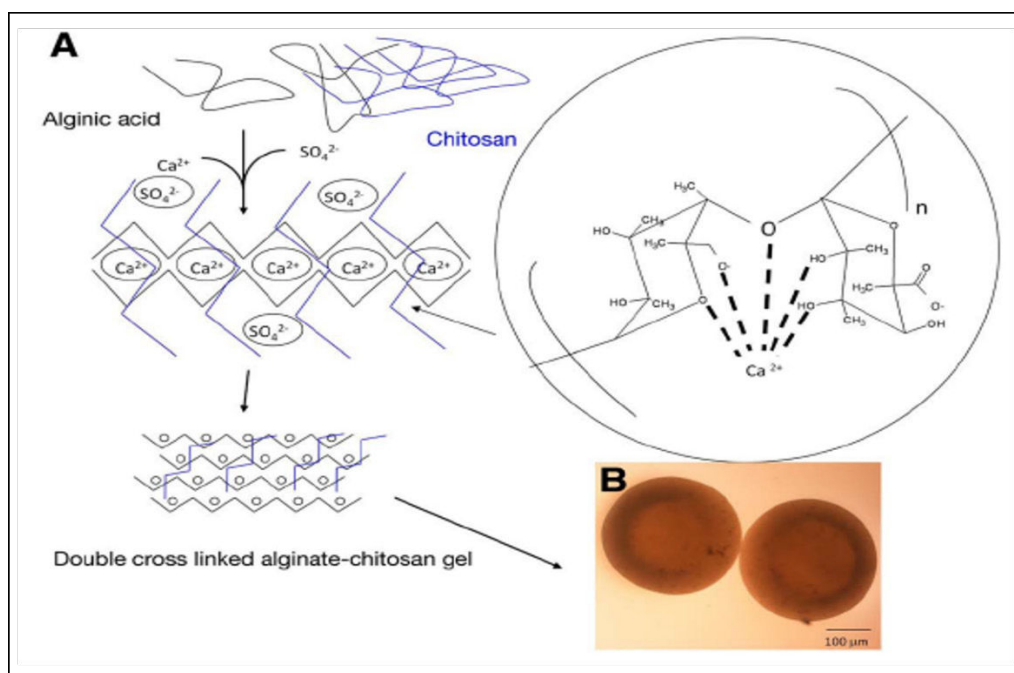 A
Alginic acid
Chitosan
Ca²⁺
SO₄²⁻
SO₄²⁻
SO₄²⁻
Ca²⁺ Ca²⁺ Ca²⁺ Ca²⁺ Ca²⁺
SO₄²⁻
n
H₃C
O
HO
CH₃
H₃C
O⁻
O
HO
CH₃
O
HO
CH₃
HO
CH₃
H₃C
O
O⁻
OH
Ca ²⁺
Double cross linked alginate-chitosan gel
B
100 μm